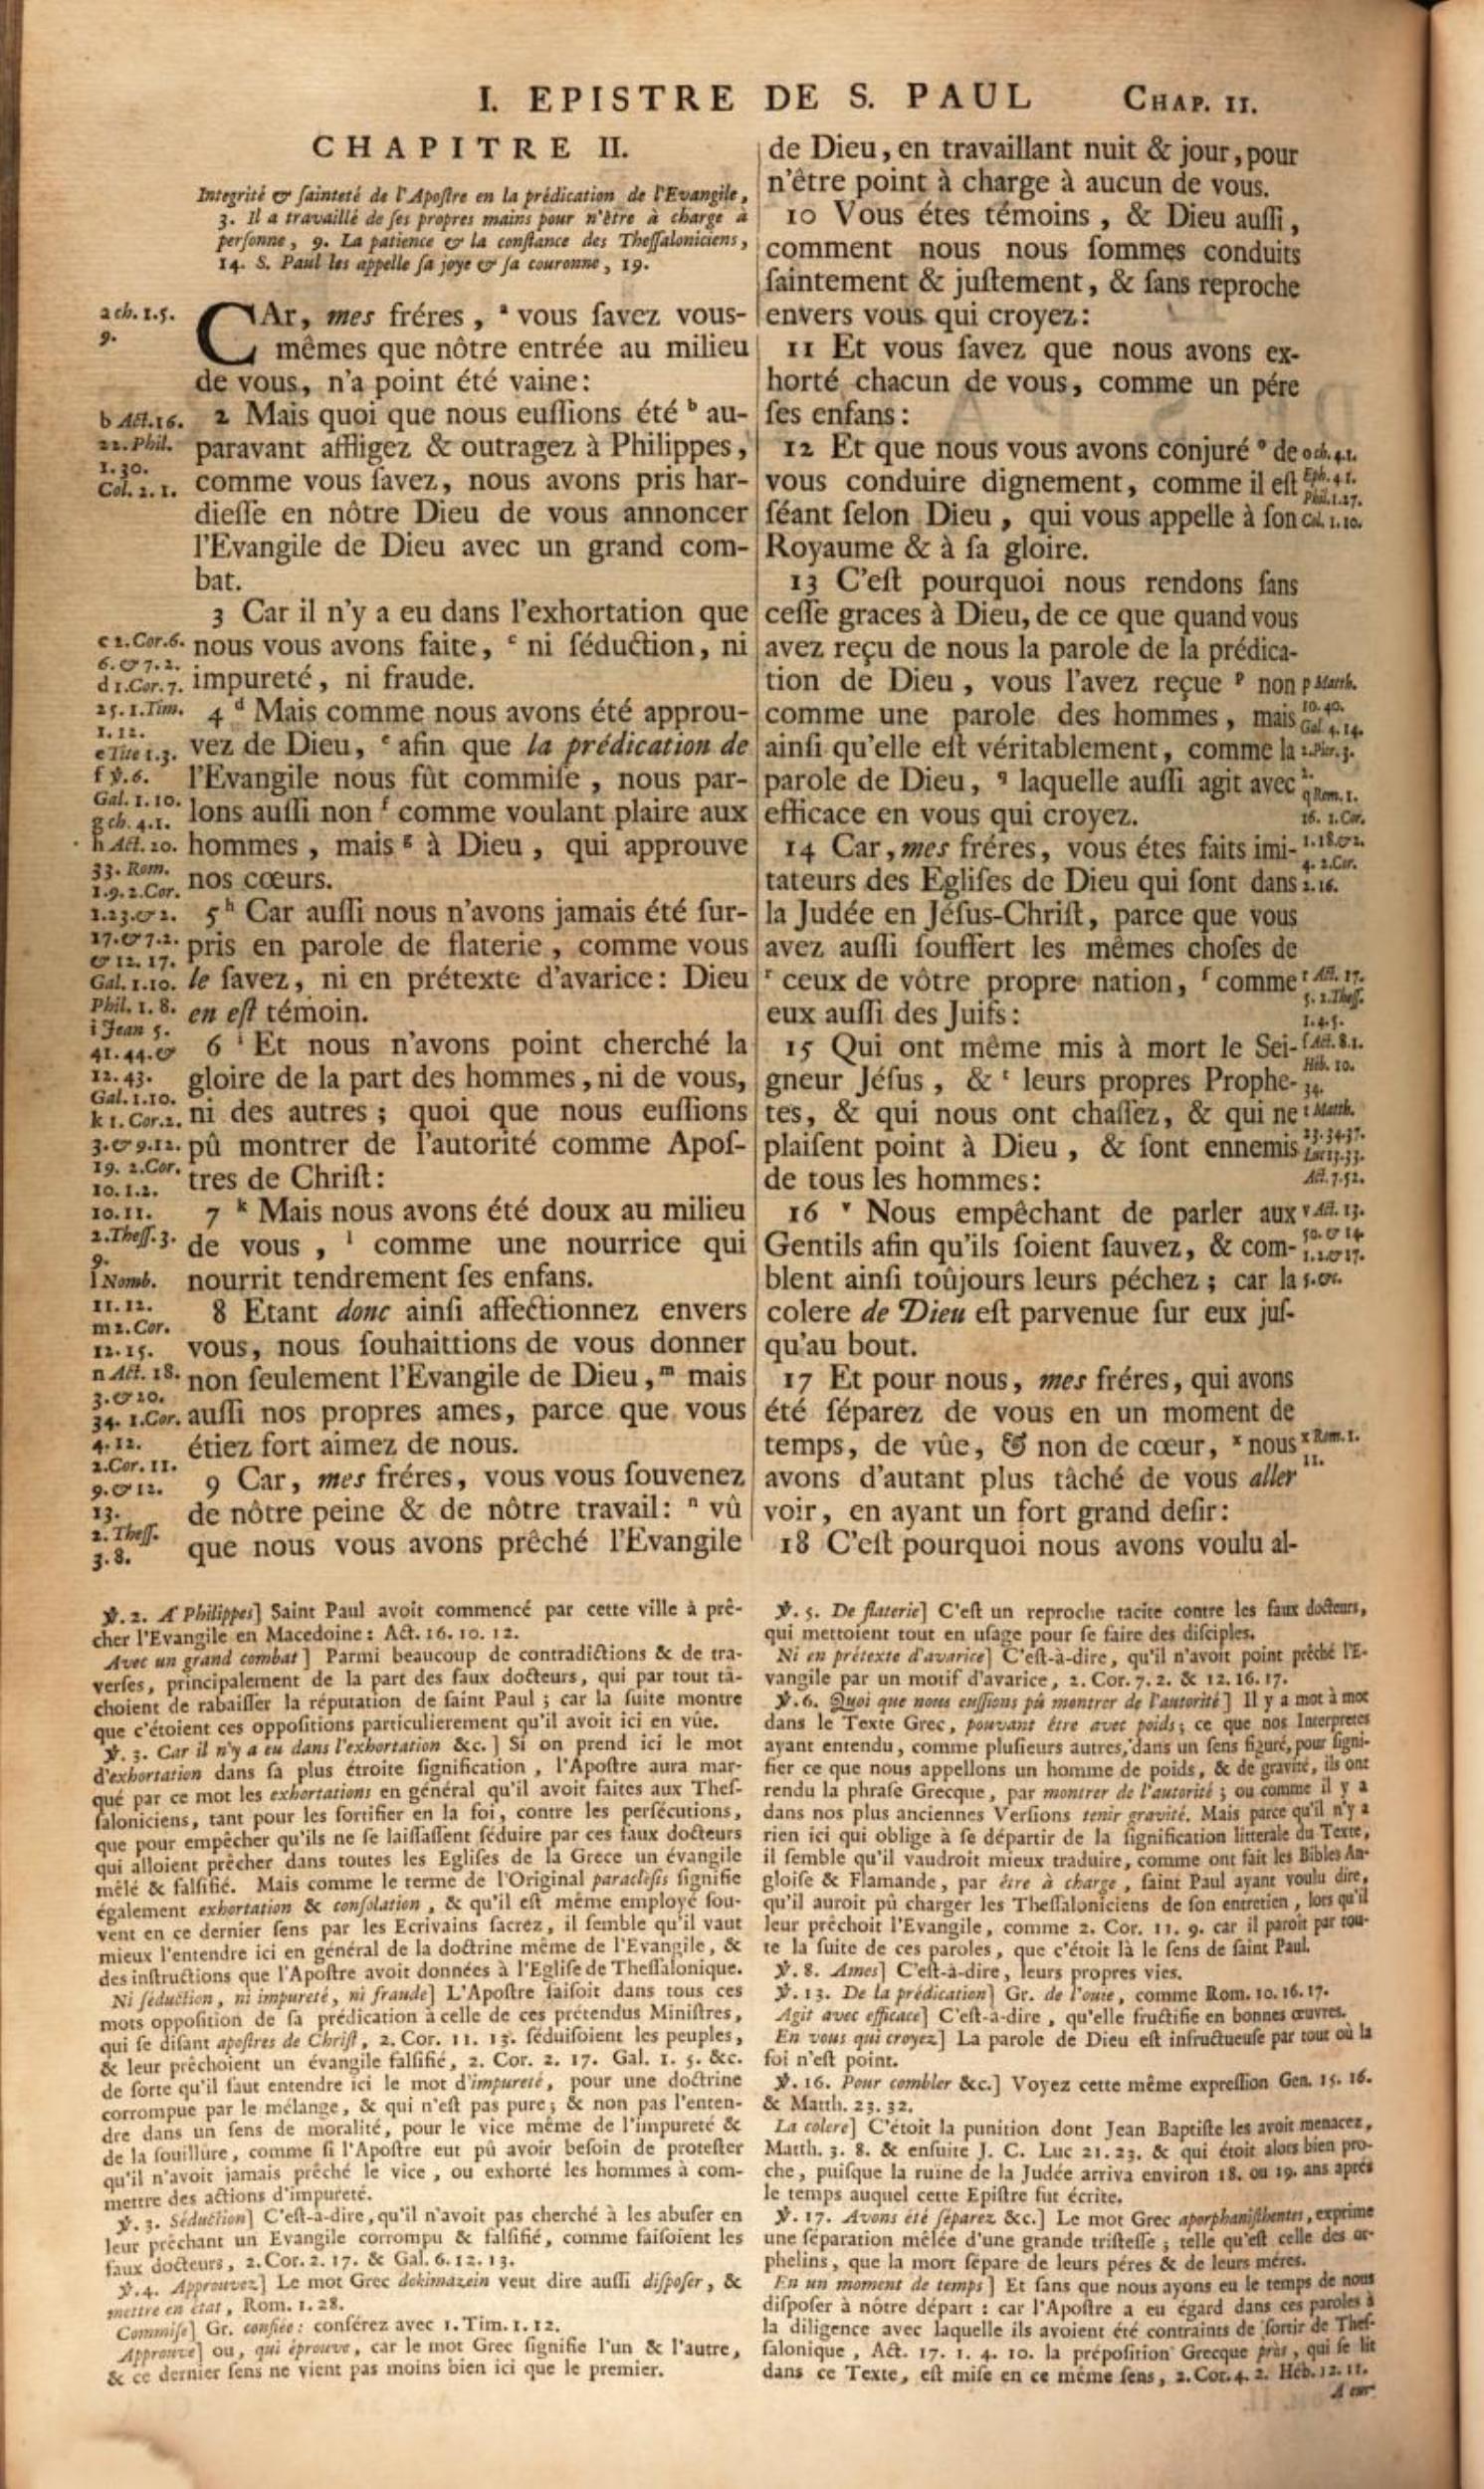 I. EPISTRE DE S. PAUL CHAP. II.
CHAPITRE II.
Integrité & ſainteté de l'Apoſtre en la prédication de l'Evangile,
3. Il a travaillé de ſes propres mains pour n'être à charge à
perſonne, 9. La patience & la conſtance des Theſſaloniciens,
14. S. Paul les appelle ſa joye & ſa couronne, 19.
CAr, mes fréres, a vous ſavez vous-
mêmes que nôtre entrée au milieu
de vous, n'a point été vaine:
2 Mais quoi que nous euſſions été b au-
paravant affligez & outragez à Philippes,
comme vous ſavez, nous avons pris har-
dieſſe en nôtre Dieu de vous annoncer
l'Evangile de Dieu avec un grand com-
bat.
3 Car il n'y a eu dans l'exhortation que
nous vous avons faite, c ni ſéduction, ni
impureté, ni fraude.
4 d Mais comme nous avons été approu-
vez de Dieu, e afin que la prédication de
l'Evangile nous fût commiſe, nous par-
lons auſſi non f comme voulant plaire aux
hommes, mais g à Dieu, qui approuve
nos cœurs.
5 h Car auſſi nous n'avons jamais été ſur-
pris en parole de flaterie, comme vous
le ſavez, ni en prétexte d'avarice: Dieu
en eſt témoin.
6 i Et nous n'avons point cherché la
gloire de la part des hommes, ni de vous,
ni des autres; quoi que nous euſſions
pû montrer de l'autorité comme Apoſ-
tres de Chriſt:
7 k Mais nous avons été doux au milieu
de vous, l comme une nourrice qui
nourrit tendrement ſes enfans.
8 Etant donc ainſi affectionnez envers
vous, nous ſouhaittions de vous donner
non ſeulement l'Evangile de Dieu, m mais
auſſi nos propres ames, parce que vous
étiez fort aimez de nous.
9 Car, mes fréres, vous vous ſouvenez
de nôtre peine & de nôtre travail: n vû
que nous vous avons prêché l'Evangile
a ch. 1.5.
9.
b Act.16.
22. Phil.
1.30.
Col. 2. 1.
c 2. Cor.6.
6. & 7.2.
d 1.Cor. 7.
25. 1.Tim.
1.12.
e Tite 1.3.
f ℣.6.
Gal. 1.10.
g ch. 4.1.
h Act. 20.
33. Rom.
1.9. 2.Cor.
1.23.& 2.
17.& 7.2.
& 12. 17.
Gal. 1.10.
Phil. 1. 8.
i Jean 5.
41.44.&
12. 43.
Gal. 1.10.
k 1. Cor.2.
3.& 9.12.
19. 2.Cor.
10. 1.2.
10.11.
2.Theſſ.3.
9.
l Nomb.
11.12.
m 2. Cor.
12.15.
n Act. 18.
3.& 20.
34. 1.Cor.
4.12.
2.Cor. 11.
9.& 12.
13.
2. Theſſ.
3.8.
de Dieu, en travaillant nuit & jour, pour
n'être point à charge à aucun de vous.
10 Vous étes témoins, & Dieu auſſi,
comment nous nous ſommes conduits
ſaintement & juſtement, & ſans reproche
envers vous qui croyez:
11 Et vous ſavez que nous avons ex-
horté chacun de vous, comme un pére
ſes enfans:
12 Et que nous vous avons conjuré o de
vous conduire dignement, comme il eſt
ſéant ſelon Dieu, qui vous appelle à ſon
Royaume & à ſa gloire.
13 C'eſt pourquoi nous rendons ſans
ceſſe graces à Dieu, de ce que quand vous
avez reçu de nous la parole de la prédica-
tion de Dieu, vous l'avez reçue p non
comme une parole des hommes, mais
ainſi qu'elle eſt véritablement, comme la
parole de Dieu, q laquelle auſſi agit avec
efficace en vous qui croyez.
14 Car, mes fréres, vous étes faits imi-
tateurs des Egliſes de Dieu qui ſont dans
la Judée en Jéſus-Chriſt, parce que vous
avez auſſi ſouffert les mêmes choſes de
r ceux de vôtre propre nation, ſ comme
eux auſſi des Juifs:
15 Qui ont même mis à mort le Sei-
gneur Jéſus, & t leurs propres Prophe-
tes, & qui nous ont chaſſez, & qui ne
plaiſent point à Dieu, & ſont ennemis
de tous les hommes:
16 v Nous empêchant de parler aux
Gentils afin qu'ils ſoient ſauvez, & com-
blent ainſi toûjours leurs péchez; car la
colere de Dieu eſt parvenue ſur eux juſ-
qu'au bout.
17 Et pour nous, mes fréres, qui avons
été ſéparez de vous en un moment de
temps, de vûe, & non de cœur, x nous
avons d'autant plus tâché de vous aller
voir, en ayant un fort grand deſir:
18 C'eſt pourquoi nous avons voulu al-
o ch. 4.1.
Eph. 4 1.
Phil.1.27.
Col. 1.10.
p Matth.
10.40.
Gal. 4.14.
2.Pier.3.
2.
q Rom. 1.
16. 1.Cor.
1.18.& 2.
4. 2.Cor.
2.16.
r Act. 17.
5. 2.Theſſ.
1.4.5.
ſ Act. 8.1.
Héb. 10.
34.
t Matth.
23.34.37.
Luc 13.33.
Act. 7.52.
v Act. 13.
50. & 14
1.2.& 17.
5.&c.
x Rom. 1.
11.
℣. 2. A Philippes] Saint Paul avoit commencé par cette ville à prê-
cher l'Evangile en Macedoine: Act. 16. 10. 12.
Avec un grand combat] Parmi beaucoup de contradictions & de tra-
verſes, principalement de la part des faux docteurs, qui par tout tâ-
choient de rabaiſſer la réputation de ſaint Paul; car la ſuite montre
que c'étoient ces oppoſitions particulierement qu'il avoit ici en vûe.
℣. 3. Car il n'y a eu dans l'exhortation &c.] Si on prend ici le mot
d'exhortation dans ſa plus étroite ſignification, l'Apoſtre aura mar-
qué par ce mot les exhortations en général qu'il avoit faites aux Theſ-
ſaloniciens, tant pour les fortifier en la foi, contre les perſécutions,
que pour empêcher qu'ils ne ſe laiſſaſſent ſéduire par ces faux docteurs
qui alloient prêcher dans toutes les Egliſes de la Grece un évangile
mêlé & falſifié. Mais comme le terme de l'Original paracleſis ſignifie
également exhortation & conſolation, & qu'il eſt même employé ſou-
vent en ce dernier ſens par les Ecrivains ſacrez, il ſemble qu'il vaut
mieux l'entendre ici en général de la doctrine même de l'Evangile, &
des inſtructions que l'Apoſtre avoit données à l'Egliſe de Theſſalonique.
Ni ſéduction, ni impureté, ni fraude] L'Apoſtre faiſoit dans tous ces
mots oppoſition de ſa prédication à celle de ces prétendus Miniſtres,
qui ſe diſant apoſtres de Chriſt, 2. Cor. 11. 13. ſéduiſoient les peuples,
& leur prêchoient un évangile falſifié, 2. Cor. 2. 17. Gal. 1. 5. &c.
de ſorte qu'il faut entendre ici le mot d'impureté, pour une doctrine
corrompue par le mélange, & qui n'eſt pas pure; & non pas l'enten-
dre dans un ſens de moralité, pour le vice même de l'impureté &
de la ſouillure, comme ſi l'Apoſtre eut pû avoir beſoin de proteſter
qu'il n'avoit jamais prêché le vice, ou exhorté les hommes à com-
mettre des actions d'impureté.
℣. 3. Séduction] C'eſt-à-dire, qu'il n'avoit pas cherché à les abuſer en
leur prêchant un Evangile corrompu & falſifié, comme faiſoient les
faux docteurs, 2.Cor. 2. 17. & Gal. 6. 12. 13.
℣. 4. Approuvez] Le mot Grec dokimazein veut dire auſſi diſpoſer, &
mettre en état, Rom. 1. 28.
Commiſe] Gr. confiée: conférez avec 1. Tim. 1. 12.
Approuve] ou, qui éprouve, car le mot Grec ſignifie l'un & l'autre,
& ce dernier ſens ne vient pas moins bien ici que le premier.
℣. 5. De flaterie] C'eſt un reproche tacite contre les faux docteurs,
qui mettoient tout en uſage pour ſe faire des diſciples.
Ni en prétexte d'avarice] C'eſt-à-dire, qu'il n'avoit point prêché l'E-
vangile par un motif d'avarice, 2. Cor. 7. 2. & 12. 16. 17.
℣. 6. Quoi que nous euſſions pû montrer de l'autorité] Il y a mot à mot
dans le Texte Grec, pouvant être avec poids; ce que nos Interpretes
ayant entendu, comme pluſieurs autres, dans un ſens figuré, pour ſigni-
fier ce que nous appellons un homme de poids, & de gravité, ils ont
rendu la phraſe Grecque, par montrer de l'autorité; ou comme il y a
dans nos plus anciennes Verſions tenir gravité. Mais parce qu'il n'y a
rien ici qui oblige à ſe départir de la ſignification litterale du Texte,
il ſemble qu'il vaudroit mieux traduire, comme ont fait les Bibles An-
gloiſe & Flamande, par être à charge, ſaint Paul ayant voulu dire,
qu'il auroit pû charger les Theſſaloniciens de ſon entretien, lors qu'il
leur prêchoit l'Evangile, comme 2. Cor. 11. 9. car il paroît par tou-
te la ſuite de ces paroles, que c'étoit là le ſens de ſaint Paul.
℣. 8. Ames] C'eſt-à-dire, leurs propres vies.
℣. 13. De la prédication] Gr. de l'ouïe, comme Rom. 10. 16. 17.
Agit avec efficace] C'eſt-à-dire, qu'elle fructifie en bonnes œuvres.
En vous qui croyez] La parole de Dieu eſt infructueuſe par tout où la
foi n'eſt point.
℣. 16. Pour combler &c.] Voyez cette même expreſſion Gen. 15. 16.
& Matth. 23. 32.
La colere] C'étoit la punition dont Jean Baptiſte les avoit menacez,
Matth. 3. 8. & enſuite J. C. Luc 21. 23. & qui étoit alors bien pro-
che, puiſque la ruine de la Judée arriva environ 18. ou 19. ans aprés
le temps auquel cette Epiſtre fut écrite.
℣. 17. Avons été ſéparez &c.] Le mot Grec aporphaniſthentes, exprime
une ſéparation mêlée d'une grande triſteſſe; telle qu'eſt celle des or-
phelins, que la mort ſépare de leurs péres & de leurs méres.
En un moment de temps] Et ſans que nous ayons eu le temps de nous
diſpoſer à nôtre départ: car l'Apoſtre a eu égard dans ces paroles à
la diligence avec laquelle ils avoient été contraints de ſortir de Theſ-
ſalonique, Act. 17. 1. 4. 10. la prépoſition Grecque pròs, qui ſe lit
dans ce Texte, eſt miſe en ce même ſens, 2. Cor. 4. 2. Héb. 12. 11.
A cœur